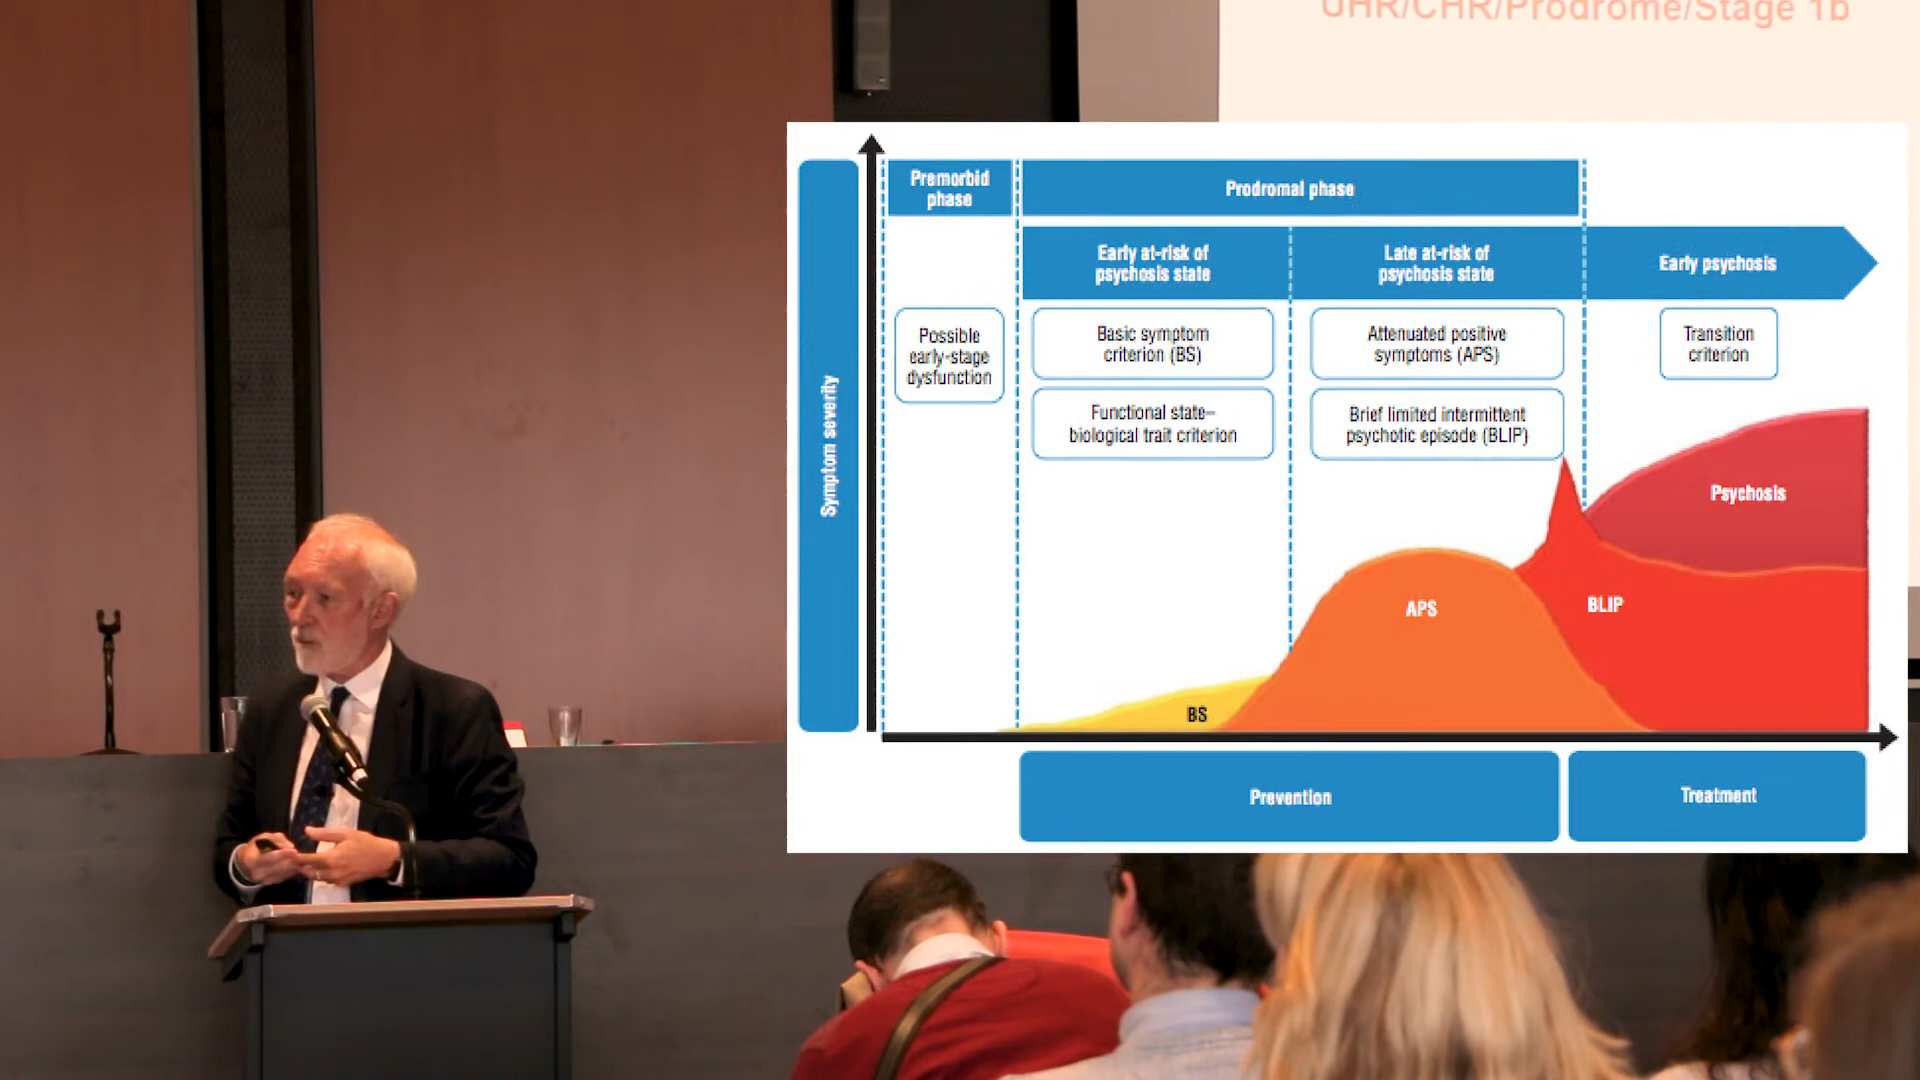 UHR/CHR/Prodrome/Stage 1b
Premorbid
phase
Prodromal phase
Early at-risk of
psychosis state
Late at-risk of
psychosis state
Early psychosis
Possible
early-stage
dysfunction
Basic symptom
criterion (BS)
Attenuated positive
symptoms (APS)
Transition
criterion
Functional state–
biological trait criterion
Brief limited intermittent
psychotic episode (BLIP)
Symptom severity
Psychosis
APS
BLIP
BS
Prevention
Treatment